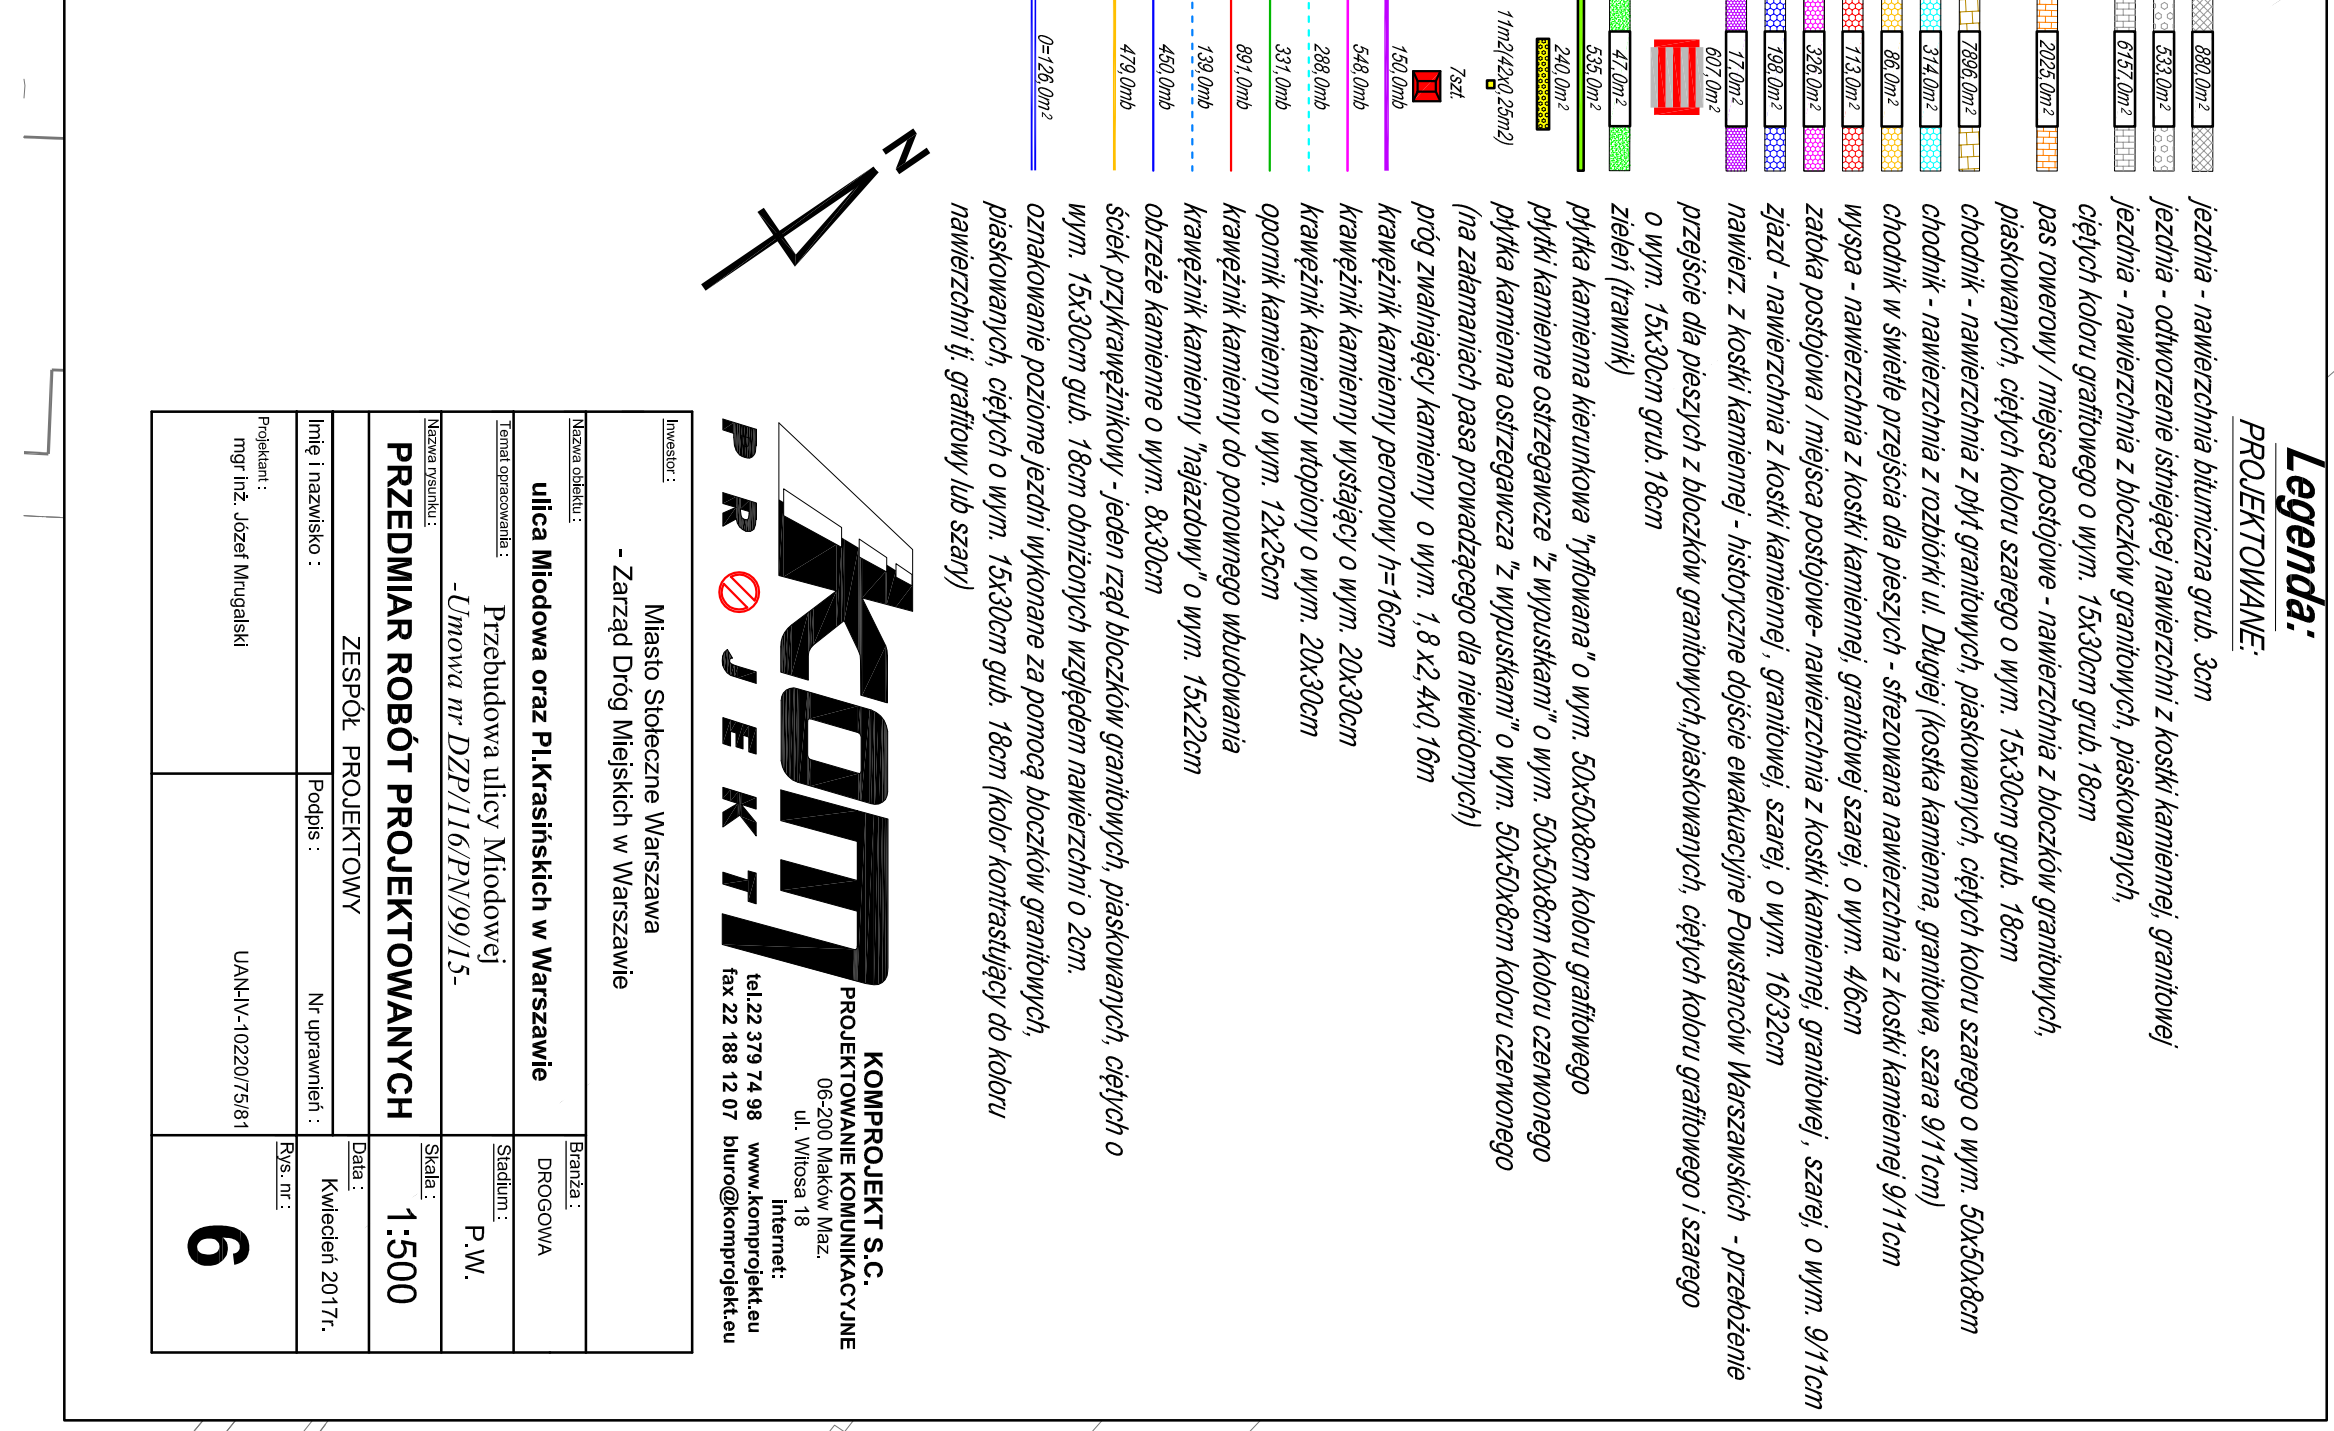 Legenda:
PROJEKTOWANE:
880,0m² jezdnia - nawierzchnia bitumiczna grub. 3cm
533,0m² jezdnia - odtworzenie istniejącej nawierzchni z kostki kamiennej, granitowej
6157,0m² jezdnia - nawierzchnia z bloczków granitowych, piaskowanych,
ciętych koloru grafitowego o wym. 15x30cm grub.18cm
2025,0m² pas rowerowy / miejsca postojowe - nawierzchnia z bloczków granitowych,
piaskowanych, ciętych koloru szarego o wym. 15x30cm grub. 18cm
7896,0m² chodnik - nawierzchnia z płyt granitowych, piaskowanych, ciętych koloru szarego o wym. 50x50x8cm
314,0m² chodnik - nawierzchnia z rozbiórki ul. Długiej (kostka kamienna, granitowa, szara 9/11cm)
86,0m² chodnik w świetle przejścia dla pieszych - sfrezowana nawierzchnia z kostki kamiennej 9/11cm
113,0m² wyspa - nawierzchnia z kostki kamiennej, granitowej szarej, o wym. 4/6cm
326,0m² zatoka postojowa / miejsca postojowe- nawierzchnia z kostki kamiennej, granitowej , szarej, o wym. 9/11cm
198,0m² zjazd - nawierzchnia z kostki kamiennej , granitowej, szarej, o wym. 16/32cm
17,0m² nawierz. z kostki kamiennej - historyczne dojście ewakuacyjne Powstańców Warszawskich - przełożenie
607,0m² przejście dla pieszych z bloczków granitowych,piaskowanych, ciętych koloru grafitowego i szarego
o wym. 15x30cm grub.18cm
47,0m² zieleń (trawnik)
535,0m² płytka kamienna kierunkowa "ryflowana" o wym. 50x50x8cm koloru grafitowego
240,0m² płytki kamienne ostrzegawcze "z wypustkami" o wym. 50x50x8cm koloru czerwonego
11m2(42x0,25m2) płytka kamienna ostrzegawcza "z wypustkami" o wym. 50x50x8cm koloru czerwonego
(na załamaniach pasa prowadzącego dla niewidomych)
7szt. próg zwalniający kamienny o wym. 1,8 x2,4x0,16m
150,0mb krawężnik kamienny peronowy h=16cm
548,0mb krawężnik kamienny wystający o wym. 20x30cm
288,0mb krawężnik kamienny wtopiony o wym. 20x30cm
331,0mb opornik kamienny o wym. 12x25cm
891,0mb krawężnik kamienny do ponownego wbudowania
139,0mb krawężnik kamienny "najazdowy" o wym. 15x22cm
450,0mb obrzeże kamienne o wym. 8x30cm
479,0mb ściek przykrawężnikowy - jeden rząd bloczków granitowych, piaskowanych, ciętych o
wym. 15x30cm gub. 18cm obniżonych względem nawierzchni o 2cm.
0=126,0m² oznakowanie poziome jezdni wykonane za pomocą bloczków granitowych,
piaskowanych, ciętych o wym. 15x30cm gub. 18cm (kolor kontrastujący do koloru
nawierzchni tj. grafitowy lub szary)
N
KOM
PROJEKT
KOMPROJEKT S.C.
PROJEKTOWANIE KOMUNIKACYJNE
06-200 Maków Maz.
ul. Witosa 18
internet:
tel.22 379 74 98 www.komprojekt.eu
fax 22 188 12 07 biuro@komprojekt.eu
Inwestor :
Miasto Stołeczne Warszawa
- Zarząd Dróg Miejskich w Warszawie
Nazwa obiektu :
ulica Miodowa oraz Pl.Krasińskich w Warszawie
Branża :
DROGOWA
Temat opracowania :
Przebudowa ulicy Miodowej
-Umowa nr DZP/116/PN/99/15-
Stadium :
P.W.
Nazwa rysunku :
PRZEDMIAR ROBÓT PROJEKTOWANYCH
Skala :
1:500
ZESPÓŁ PROJEKTOWY
Data :
Kwiecień 2017r.
Imię i nazwisko :
Podpis :
Nr uprawnień :
Rys. nr :
6
Projektant :
mgr inż. Józef Mrugalski
UAN-IV-10220/75/81